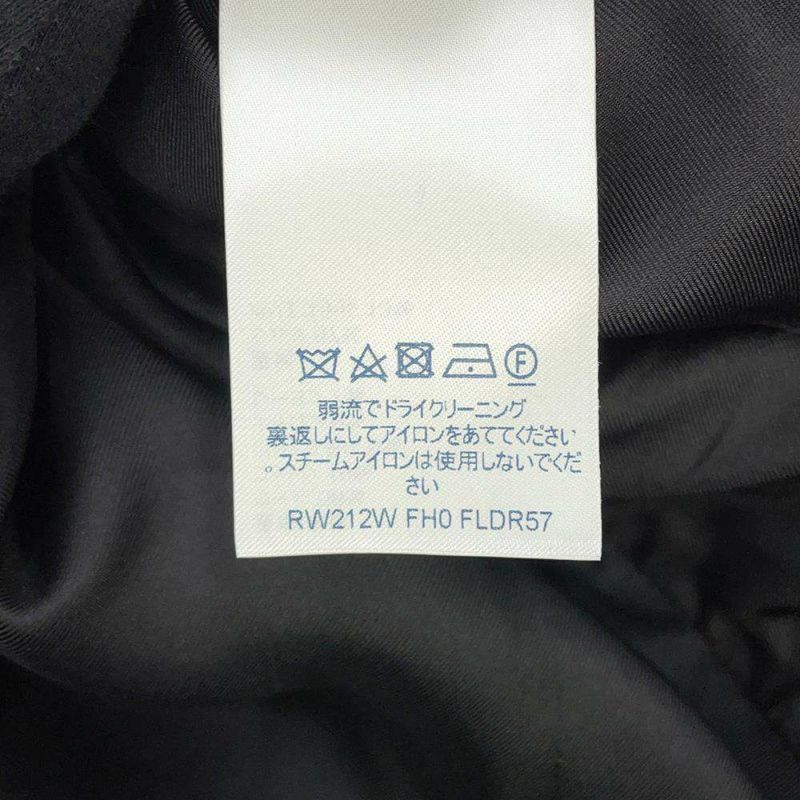 F
弱流でドライクリーニング
裏返しにしてアイロンをあててください
。スチームアイロンは使用しないでくだ
さい
RW212W FH0 FLDR57